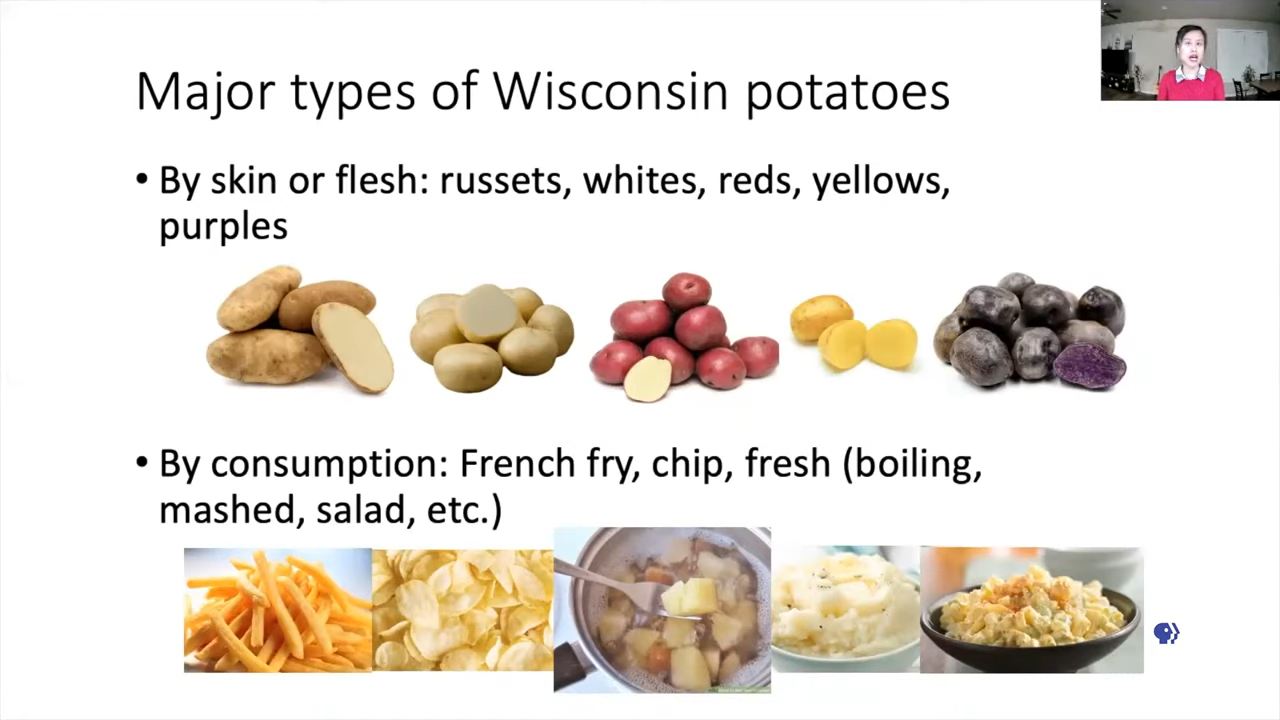 Major types of Wisconsin potatoes
• By skin or flesh: russets, whites, reds, yellows,
purples
• By consumption: French fry, chip, fresh (boiling,
mashed, salad, etc.)